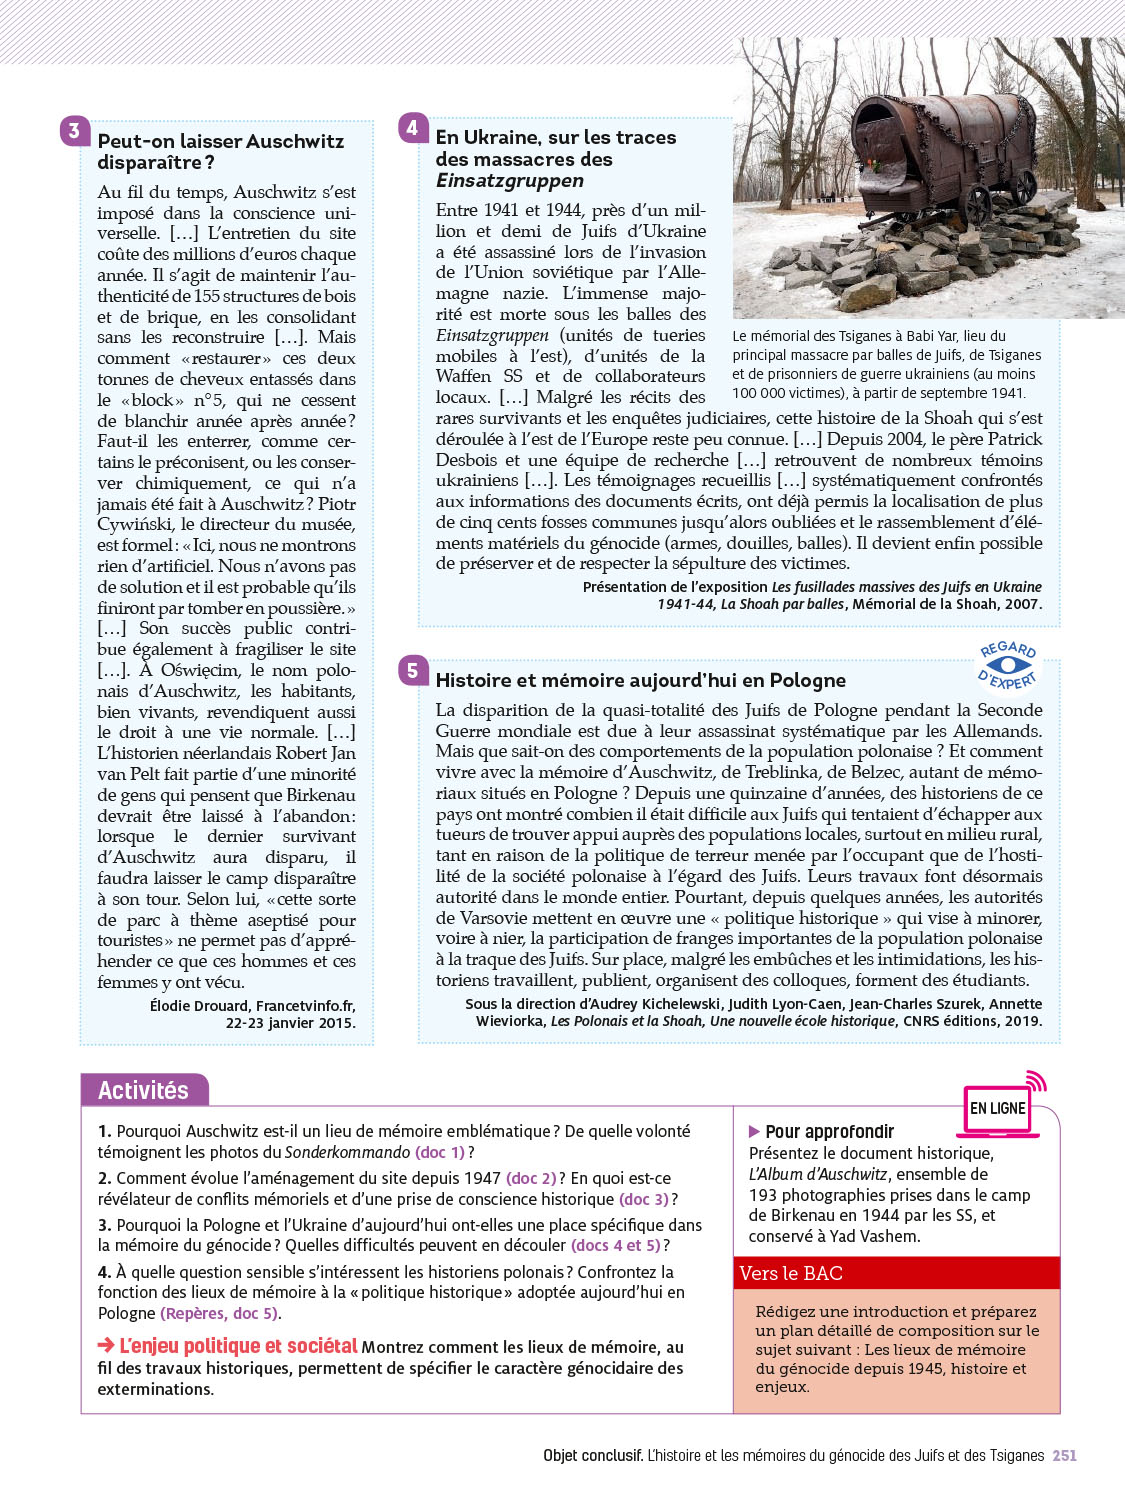 3
Peut-on laisser Auschwitz
disparaître ?
Au fil du temps, Auschwitz s’est
imposé dans la conscience uni-
verselle. […] L’entretien du site
coûte des millions d’euros chaque
année. Il s’agit de maintenir l’au-
thenticité de 155 structures de bois
et de brique, en les consolidant
sans les reconstruire […]. Mais
comment « restaurer » ces deux
tonnes de cheveux entassés dans
le « block » n° 5, qui ne cessent
de blanchir année après année ?
Faut-il les enterrer, comme cer-
tains le préconisent, ou les conser-
ver chimiquement, ce qui n’a
jamais été fait à Auschwitz ? Piotr
Cywiński, le directeur du musée,
est formel : « Ici, nous ne montrons
rien d’artificiel. Nous n’avons pas
de solution et il est probable qu’ils
finiront par tomber en poussière. »
[…] Son succès public contri-
bue également à fragiliser le site
[…]. À Oświęcim, le nom polo-
nais d’Auschwitz, les habitants,
bien vivants, revendiquent aussi
le droit à une vie normale. […]
L’historien néerlandais Robert Jan
van Pelt fait partie d’une minorité
de gens qui pensent que Birkenau
devrait être laissé à l’abandon :
lorsque le dernier survivant
d’Auschwitz aura disparu, il
faudra laisser le camp disparaître
à son tour. Selon lui, « cette sorte
de parc à thème aseptisé pour
touristes » ne permet pas d’appré-
hender ce que ces hommes et ces
femmes y ont vécu.
Élodie Drouard, Francetvinfo.fr,
22-23 janvier 2015.
4
En Ukraine, sur les traces
des massacres des
Einsatzgruppen
Entre 1941 et 1944, près d’un mil-
lion et demi de Juifs d’Ukraine
a été assassiné lors de l’invasion
de l’Union soviétique par l’Alle-
magne nazie. L’immense majo-
rité est morte sous les balles des
Einsatzgruppen (unités de tueries
mobiles à l’est), d’unités de la
Waffen SS et de collaborateurs
locaux. […] Malgré les récits des
rares survivants et les enquêtes judiciaires, cette histoire de la Shoah qui s’est
déroulée à l’est de l’Europe reste peu connue. […] Depuis 2004, le père Patrick
Desbois et une équipe de recherche […] retrouvent de nombreux témoins
ukrainiens […]. Les témoignages recueillis […] systématiquement confrontés
aux informations des documents écrits, ont déjà permis la localisation de plus
de cinq cents fosses communes jusqu’alors oubliées et le rassemblement d’élé-
ments matériels du génocide (armes, douilles, balles). Il devient enfin possible
de préserver et de respecter la sépulture des victimes.
Présentation de l’exposition Les fusillades massives des Juifs en Ukraine
1941-44, La Shoah par balles, Mémorial de la Shoah, 2007.
Le mémorial des Tsiganes à Babi Yar, lieu du
principal massacre par balles de Juifs, de Tsiganes
et de prisonniers de guerre ukrainiens (au moins
100 000 victimes), à partir de septembre 1941.
5
REGARD
D’EXPERT
Histoire et mémoire aujourd’hui en Pologne
La disparition de la quasi-totalité des Juifs de Pologne pendant la Seconde
Guerre mondiale est due à leur assassinat systématique par les Allemands.
Mais que sait-on des comportements de la population polonaise ? Et comment
vivre avec la mémoire d’Auschwitz, de Treblinka, de Belzec, autant de mémo-
riaux situés en Pologne ? Depuis une quinzaine d’années, des historiens de ce
pays ont montré combien il était difficile aux Juifs qui tentaient d’échapper aux
tueurs de trouver appui auprès des populations locales, surtout en milieu rural,
tant en raison de la politique de terreur menée par l’occupant que de l’hosti-
lité de la société polonaise à l’égard des Juifs. Leurs travaux font désormais
autorité dans le monde entier. Pourtant, depuis quelques années, les autorités
de Varsovie mettent en œuvre une « politique historique » qui vise à minorer,
voire à nier, la participation de franges importantes de la population polonaise
à la traque des Juifs. Sur place, malgré les embûches et les intimidations, les his-
toriens travaillent, publient, organisent des colloques, forment des étudiants.
Sous la direction d’Audrey Kichelewski, Judith Lyon-Caen, Jean-Charles Szurek, Annette
Wieviorka, Les Polonais et la Shoah, Une nouvelle école historique, CNRS éditions, 2019.
Activités
1. Pourquoi Auschwitz est-il un lieu de mémoire emblématique ? De quelle volonté
témoignent les photos du Sonderkommando (doc 1) ?
2. Comment évolue l’aménagement du site depuis 1947 (doc 2) ? En quoi est-ce
révélateur de conflits mémoriels et d’une prise de conscience historique (doc 3) ?
3. Pourquoi la Pologne et l’Ukraine d’aujourd’hui ont-elles une place spécifique dans
la mémoire du génocide ? Quelles difficultés peuvent en découler (docs 4 et 5) ?
4. À quelle question sensible s’intéressent les historiens polonais ? Confrontez la
fonction des lieux de mémoire à la « politique historique » adoptée aujourd’hui en
Pologne (Repères, doc 5).
➔ L’enjeu politique et sociétal Montrez comment les lieux de mémoire, au
fil des travaux historiques, permettent de spécifier le caractère génocidaire des
exterminations.
EN LIGNE
▶ Pour approfondir
Présentez le document historique,
L’Album d’Auschwitz, ensemble de
193 photographies prises dans le camp
de Birkenau en 1944 par les SS, et
conservé à Yad Vashem.
Vers le BAC
Rédigez une introduction et préparez
un plan détaillé de composition sur le
sujet suivant : Les lieux de mémoire
du génocide depuis 1945, histoire et
enjeux.
Objet conclusif. L’histoire et les mémoires du génocide des Juifs et des Tsiganes 251